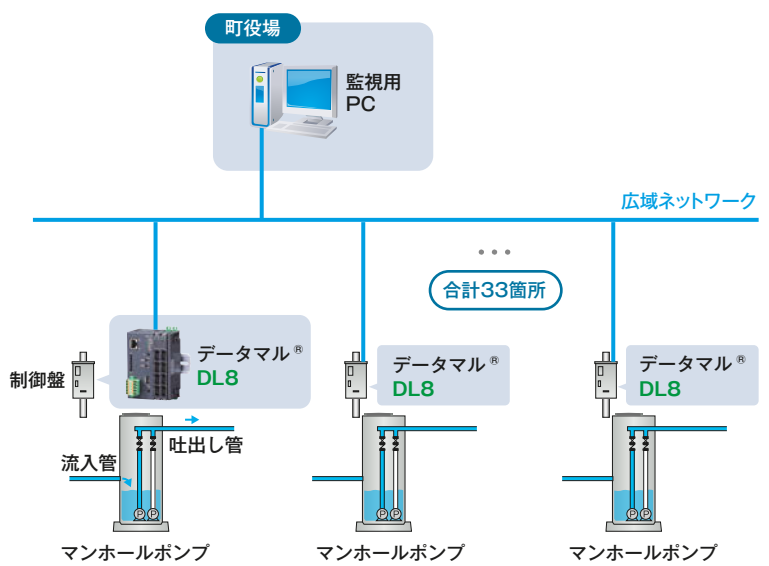 町役場
監視用
PC
広域ネットワーク
•••
合計33箇所
制御盤
データマル®
DL8
データマル®
DL8
データマル®
DL8
吐出し管
流入管
P P
P P
P P
マンホールポンプ
マンホールポンプ
マンホールポンプ